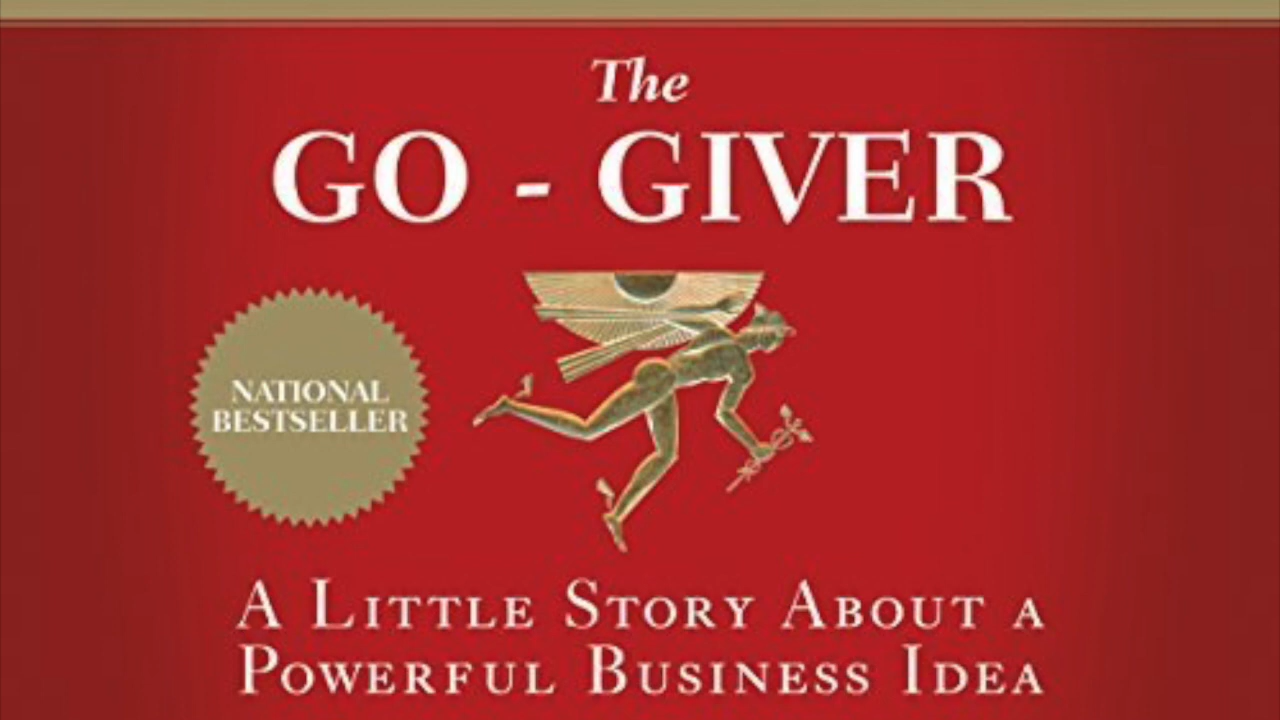 The
GO - GIVER
NATIONAL
BESTSELLER
A LITTLE STORY ABOUT A
POWERFUL BUSINESS IDEA